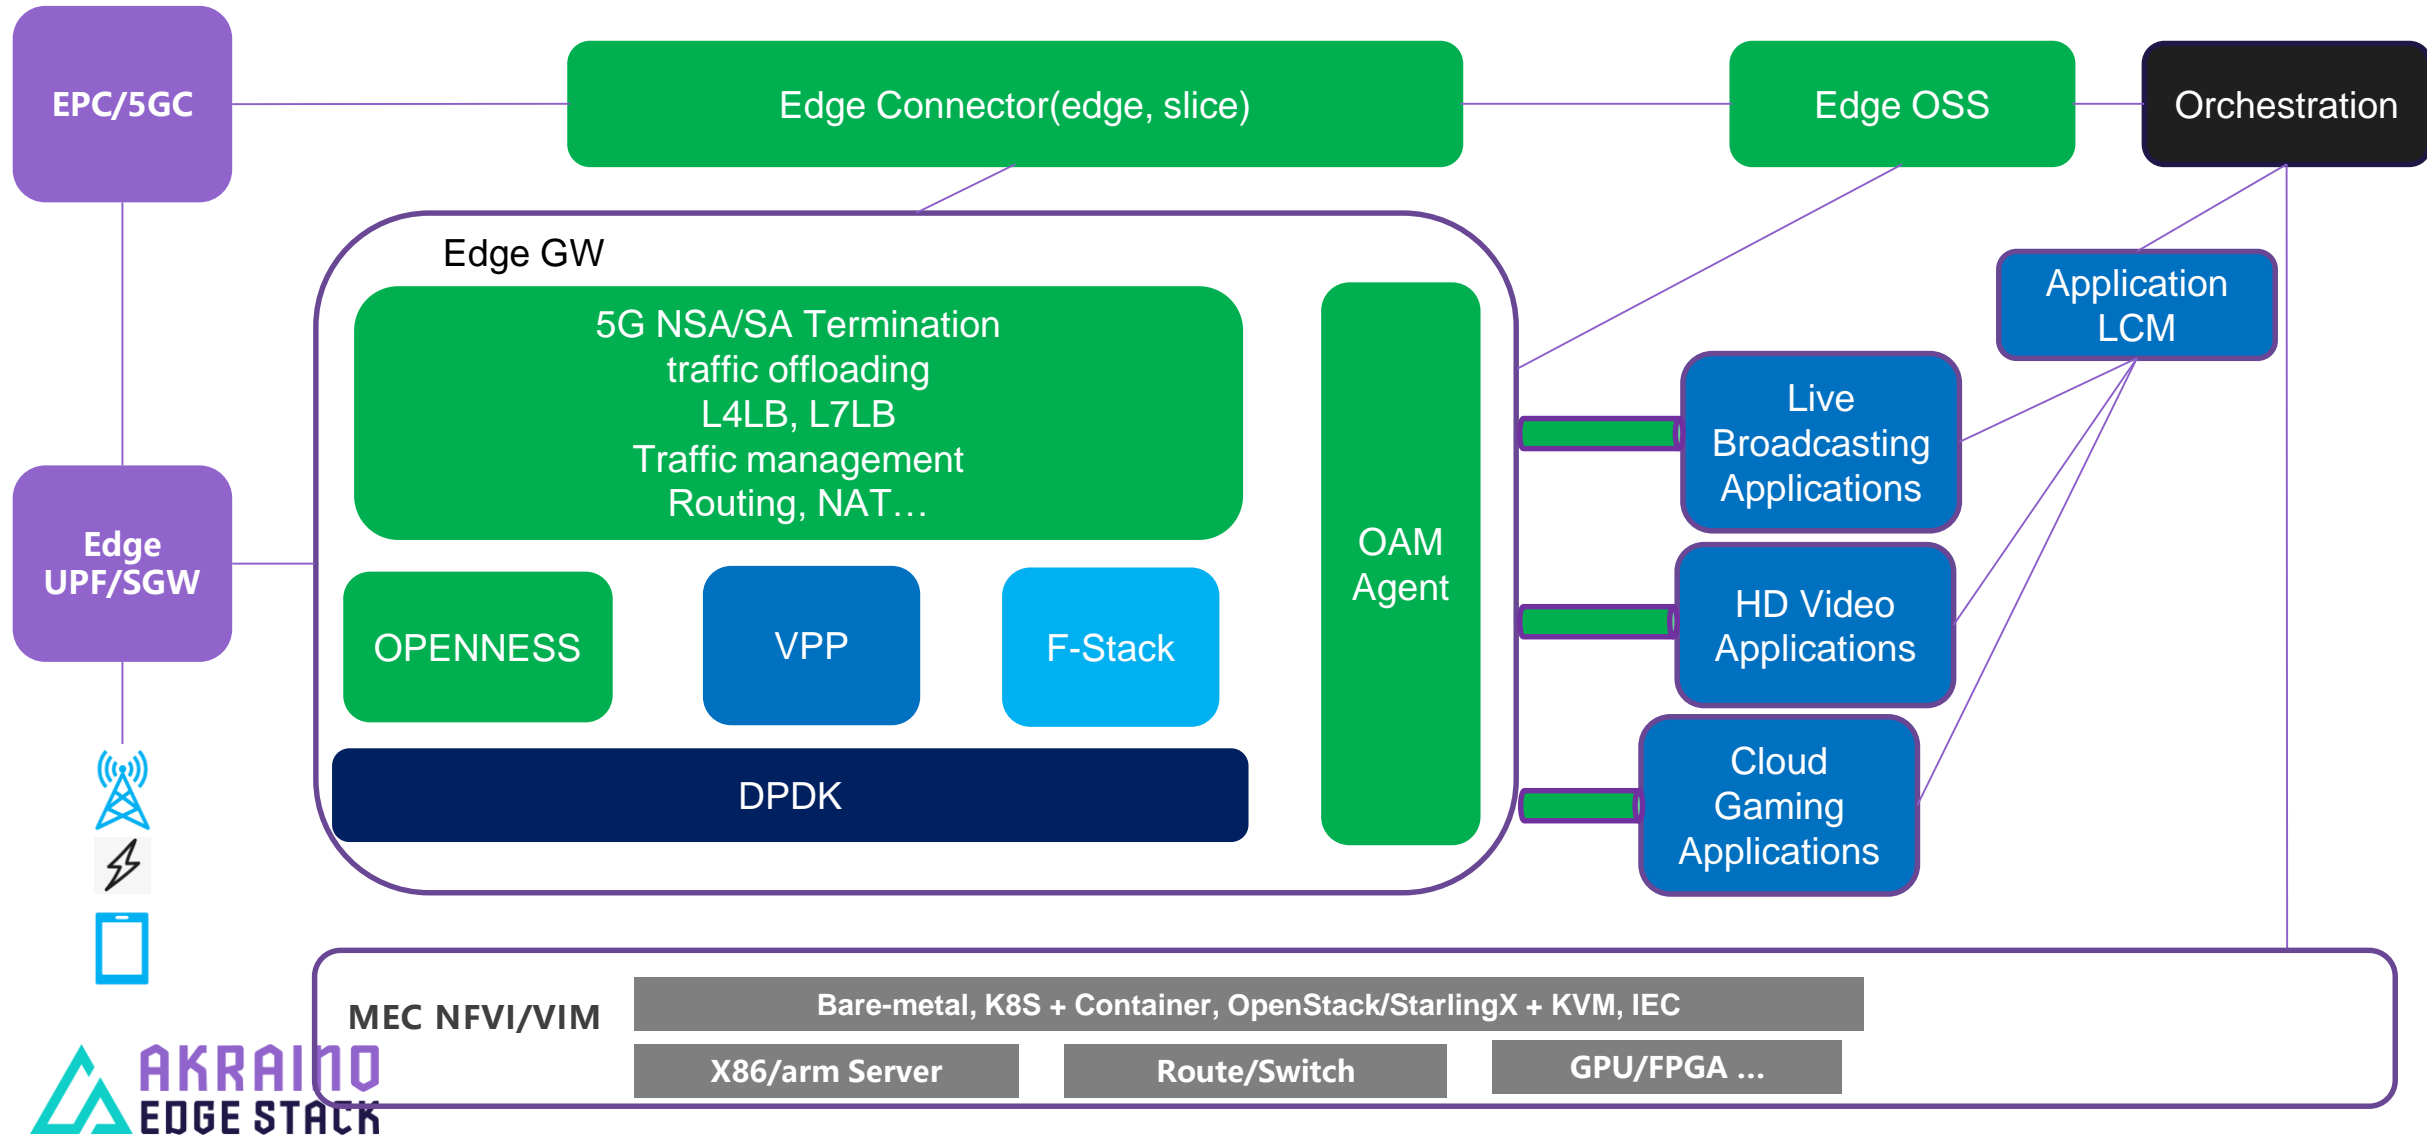 EPC/5GC
Edge Connector(edge, slice)
Edge OSS
Orchestration
Edge GW
5G NSA/SA Termination
traffic offloading
L4LB, L7LB
Traffic management
Routing, NAT…
OAM
Agent
Application
LCM
Live
Broadcasting
Applications
Edge
UPF/SGW
OPENNESS
VPP
F-Stack
HD Video
Applications
DPDK
Cloud
Gaming
Applications
MEC NFVI/VIM
Bare-metal, K8S + Container, OpenStack/StarlingX + KVM, IEC
X86/arm Server
Route/Switch
GPU/FPGA ...
AKRAINO
EDGE STACK